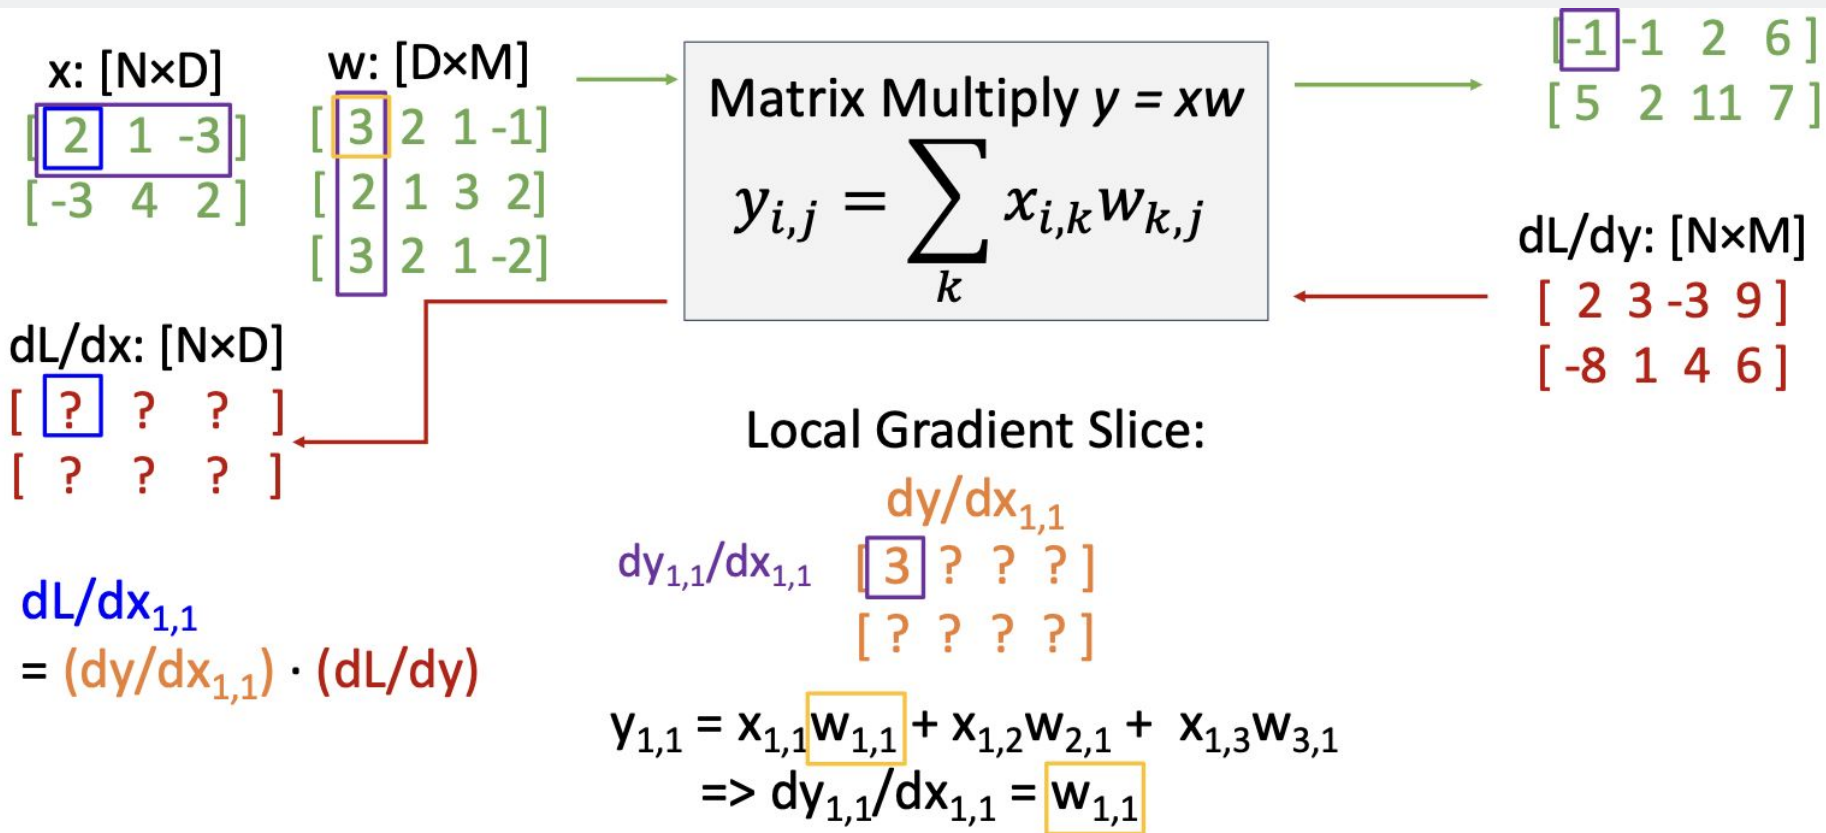 x: [N×D]
[ 2 1 -3 ]
[ -3 4 2 ]
w: [D×M]
[ 3 2 1 -1]
[ 2 1 3 2]
[ 3 2 1 -2]
Matrix Multiply y = xw
y_{i,j} = ∑_k x_{i,k}w_{k,j}
[ -1 -1 2 6 ]
[ 5 2 11 7 ]
dL/dy: [N×M]
[ 2 3 -3 9 ]
[ -8 1 4 6 ]
dL/dx: [N×D]
[ ? ? ? ]
[ ? ? ? ]
dL/dx_{1,1}
= (dy/dx_{1,1}) · (dL/dy)
Local Gradient Slice:
dy/dx_{1,1}
dy_{1,1}/dx_{1,1} [ 3 ? ? ? ]
[ ? ? ? ? ]
y_{1,1} = x_{1,1}w_{1,1} + x_{1,2}w_{2,1} + x_{1,3}w_{3,1}
=> dy_{1,1}/dx_{1,1} = w_{1,1}